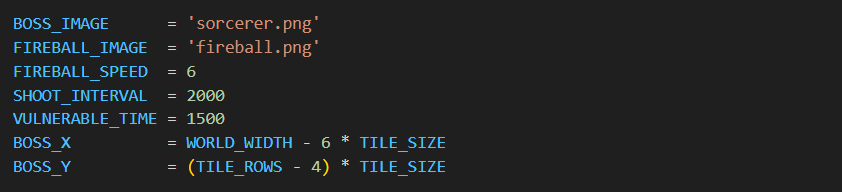 BOSS_IMAGE      = 'sorcerer.png'
FIREBALL_IMAGE  = 'fireball.png'
FIREBALL_SPEED  = 6
SHOOT_INTERVAL  = 2000
VULNERABLE_TIME = 1500
BOSS_X          = WORLD_WIDTH - 6 * TILE_SIZE
BOSS_Y          = (TILE_ROWS - 4) * TILE_SIZE